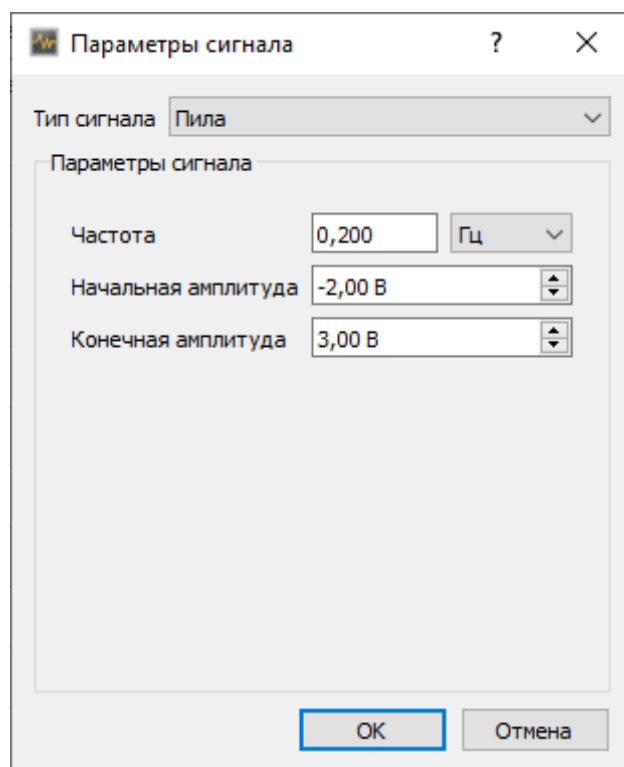 Параметры сигнала ?
Тип сигнала Пила
Параметры сигнала
Частота 0,200 Гц
Начальная амплитуда -2,00 В
Конечная амплитуда 3,00 В
OK Отмена